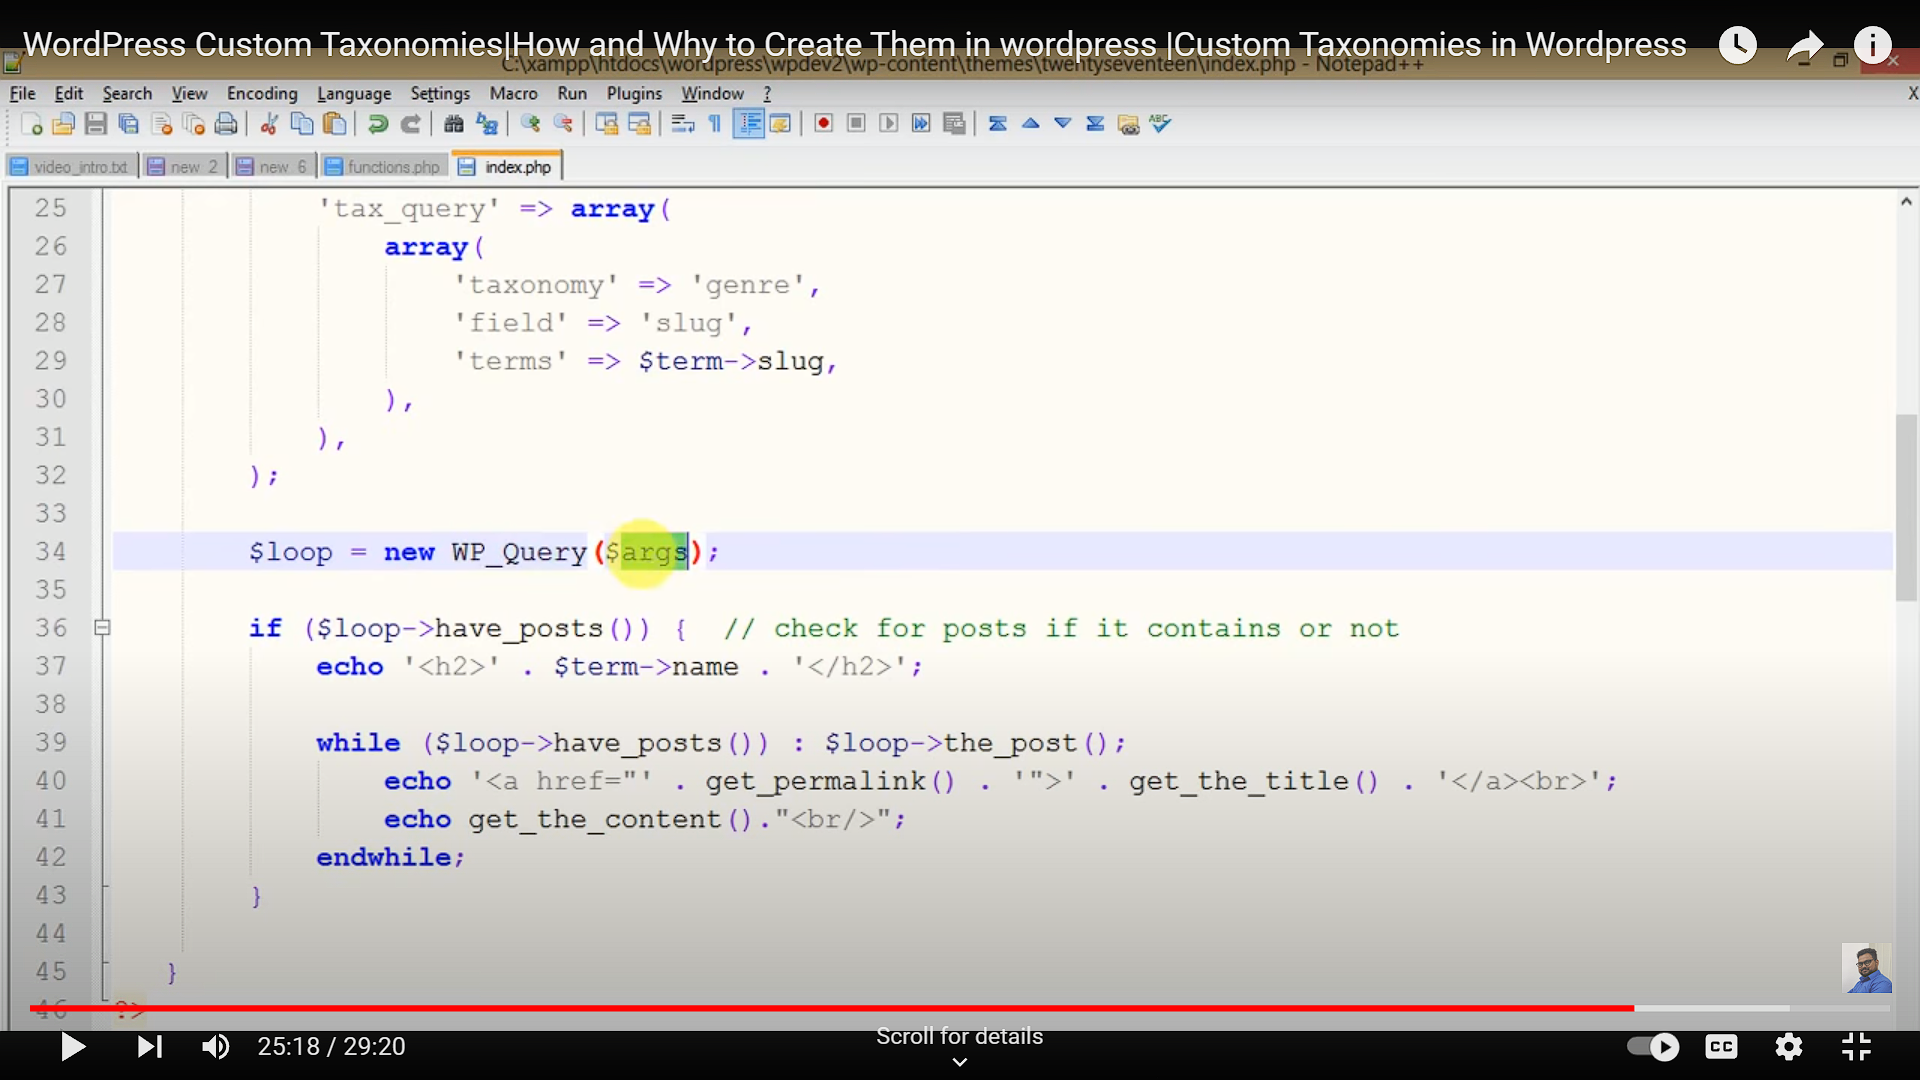 WordPress Custom Taxonomies|How and Why to Create Them in wordpress |Custom Taxonomies in Wordpress
C:\xampp\htdocs\wordpress\wpdev2\wp-content\themes\twentyseventeen\index.php - Notepad++
File Edit Search View Encoding Language Settings Macro Run Plugins Window ? X
ABC
video_intro.txt new 2 new 6 functions.php index.php
25 'tax_query' => array(
26 array(
27 'taxonomy' => 'genre',
28 'field' => 'slug',
29 'terms' => $term->slug,
30 ),
31 ),
32 );
33
34 $loop = new WP_Query($args);
35
36 if ($loop->have_posts()) { // check for posts if it contains or not
37 echo '<h2>' . $term->name . '</h2>';
38
39 while ($loop->have_posts()) : $loop->the_post();
40 echo '<a href="' . get_permalink() . '">' . get_the_title() . '</a><br>';
41 echo get_the_content()."<br/>";
42 endwhile;
43 }
44
45 }
46 ?>
25:18 / 29:20
Scroll for details
CC